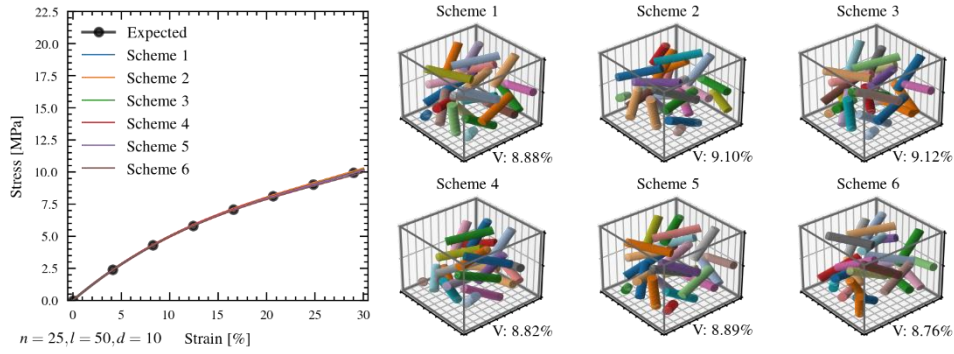 22.5
20.0
17.5
15.0
12.5
10.0
7.5
5.0
2.5
0.0
Stress [MPa]
Expected
Scheme 1
Scheme 2
Scheme 3
Scheme 4
Scheme 5
Scheme 6
0 5 10 15 20 25 30
n = 25, l = 50, d = 10 Strain [%]
Scheme 1
V: 8.88%
Scheme 2
V: 9.10%
Scheme 3
V: 9.12%
Scheme 4
V: 8.82%
Scheme 5
V: 8.89%
Scheme 6
V: 8.76%